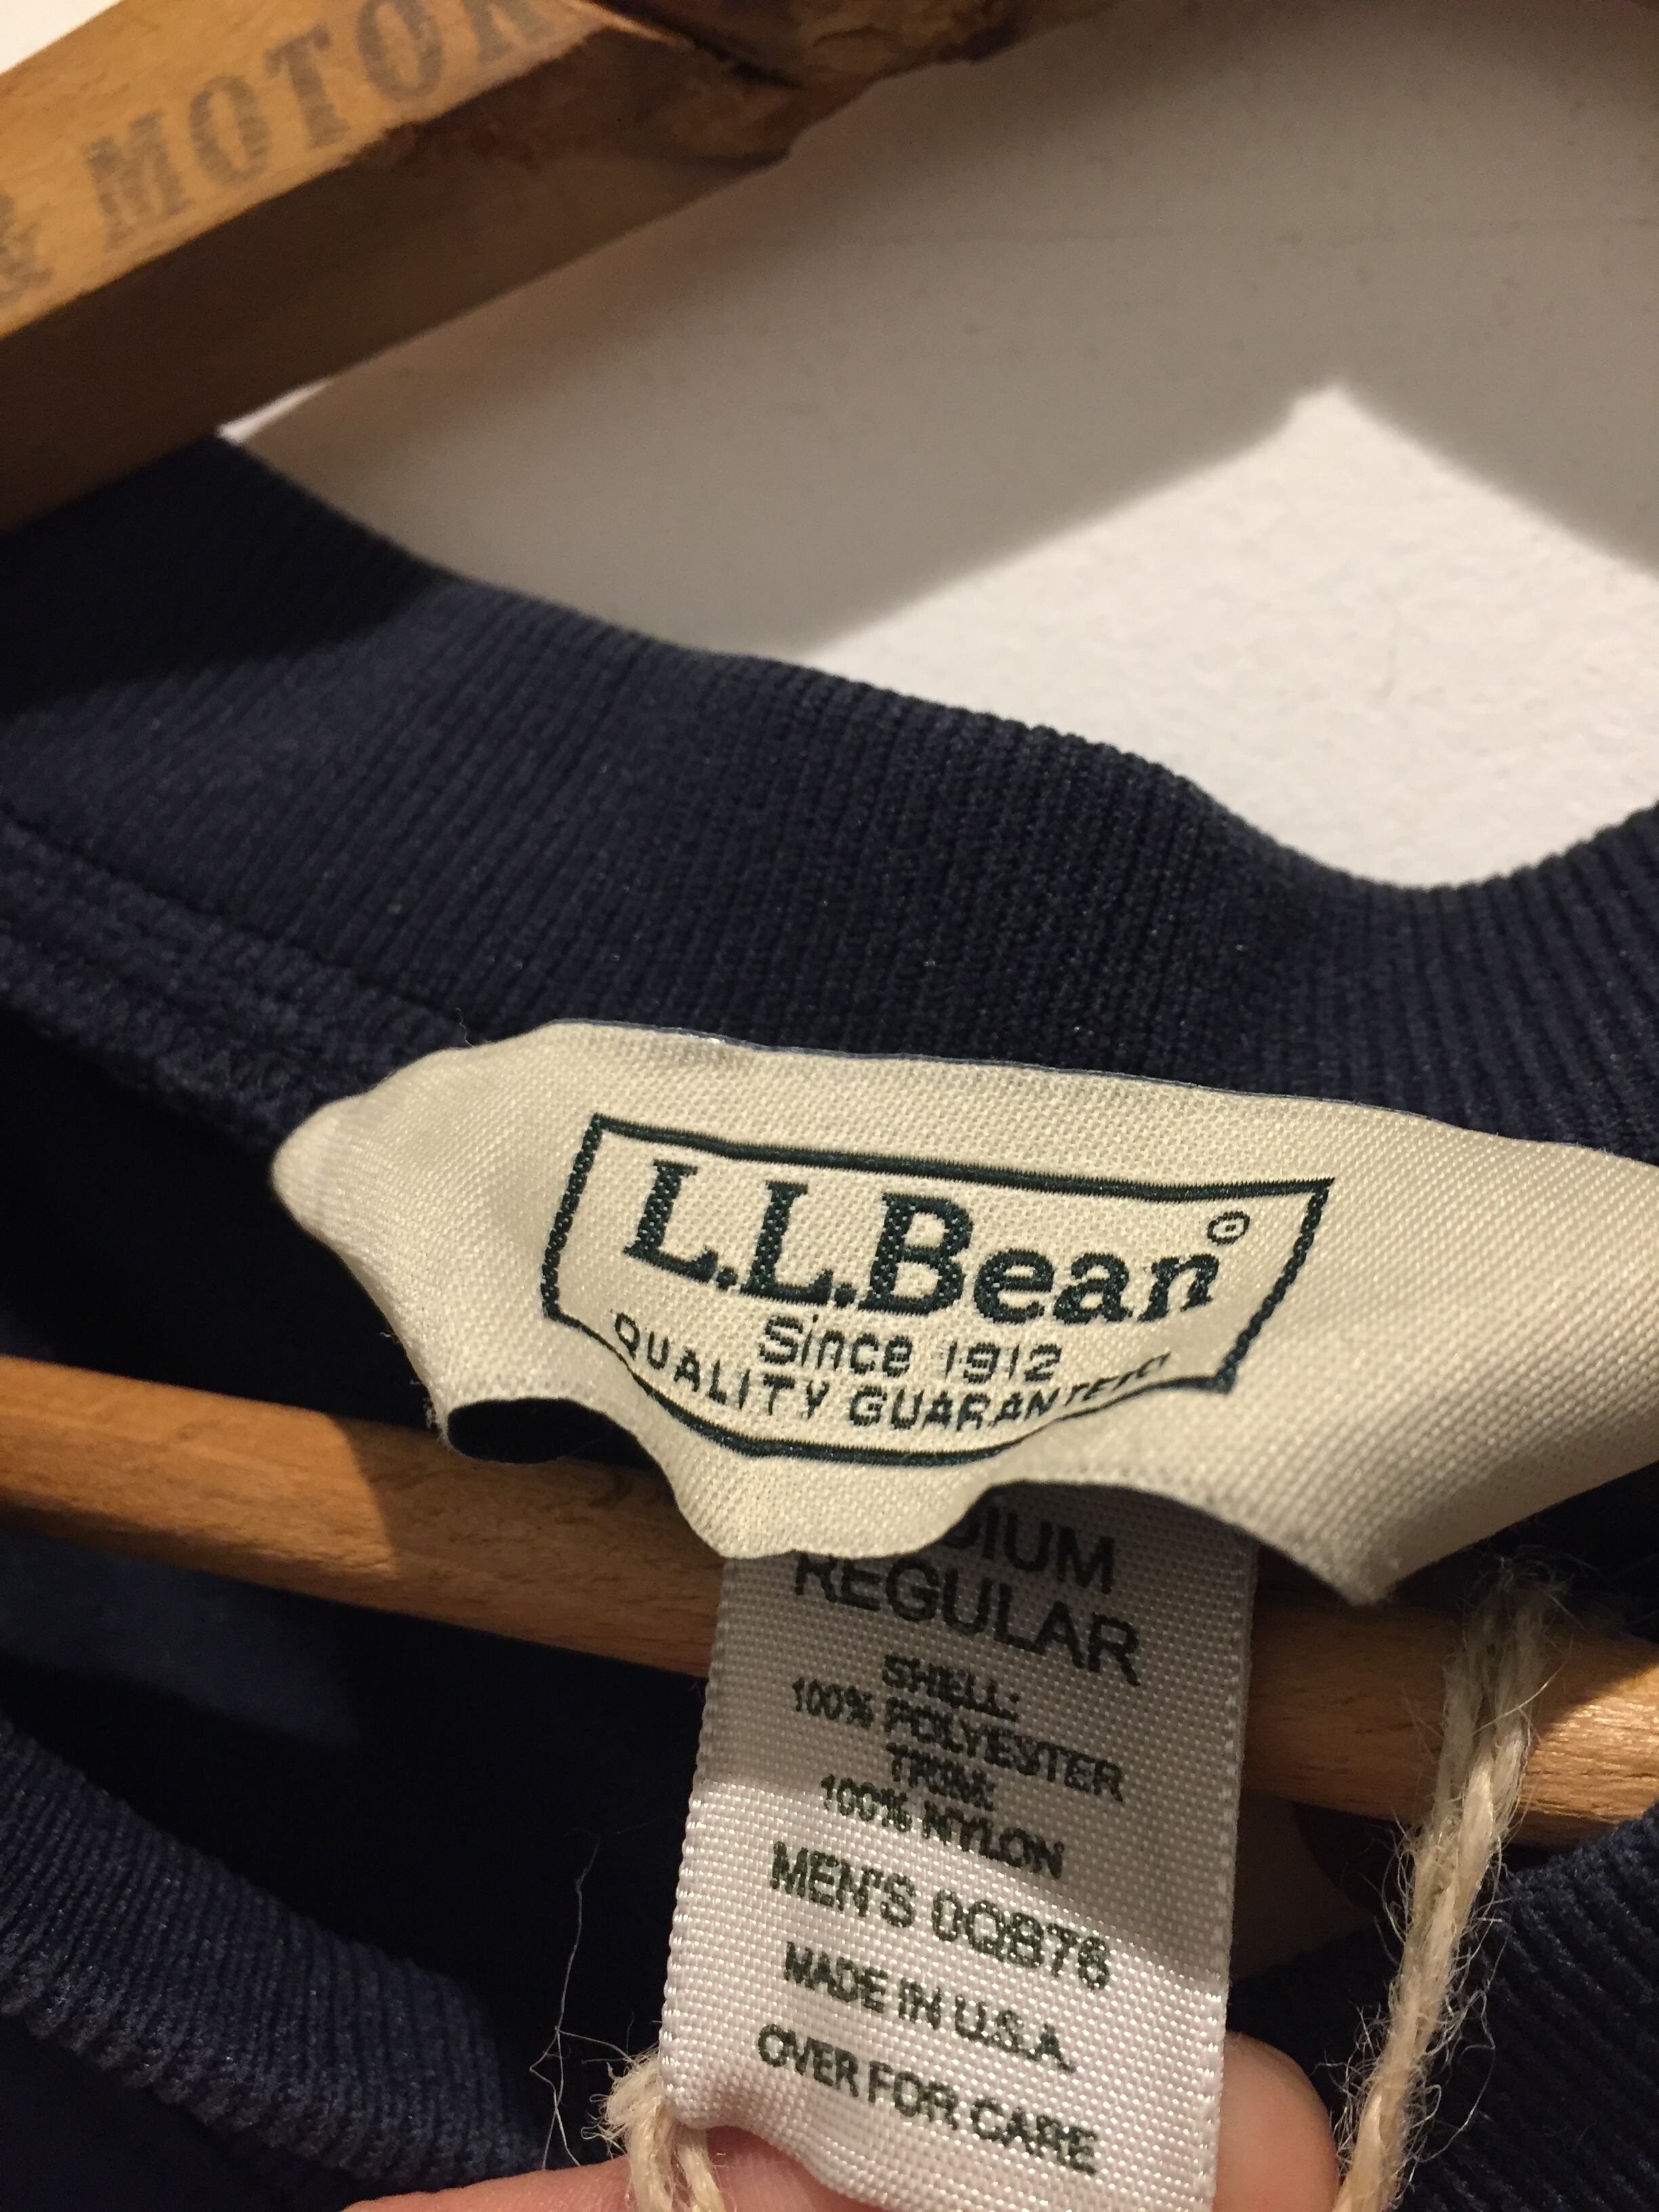 & MOTOR
L.L.Bean
Since 1912
QUALITY GUARANTEED
REGULAR
SHELL:
100% POLYESTER
TRIM:
100% NYLON
MEN'S 0QB76
MADE IN U.S.A.
OVER FOR CARE